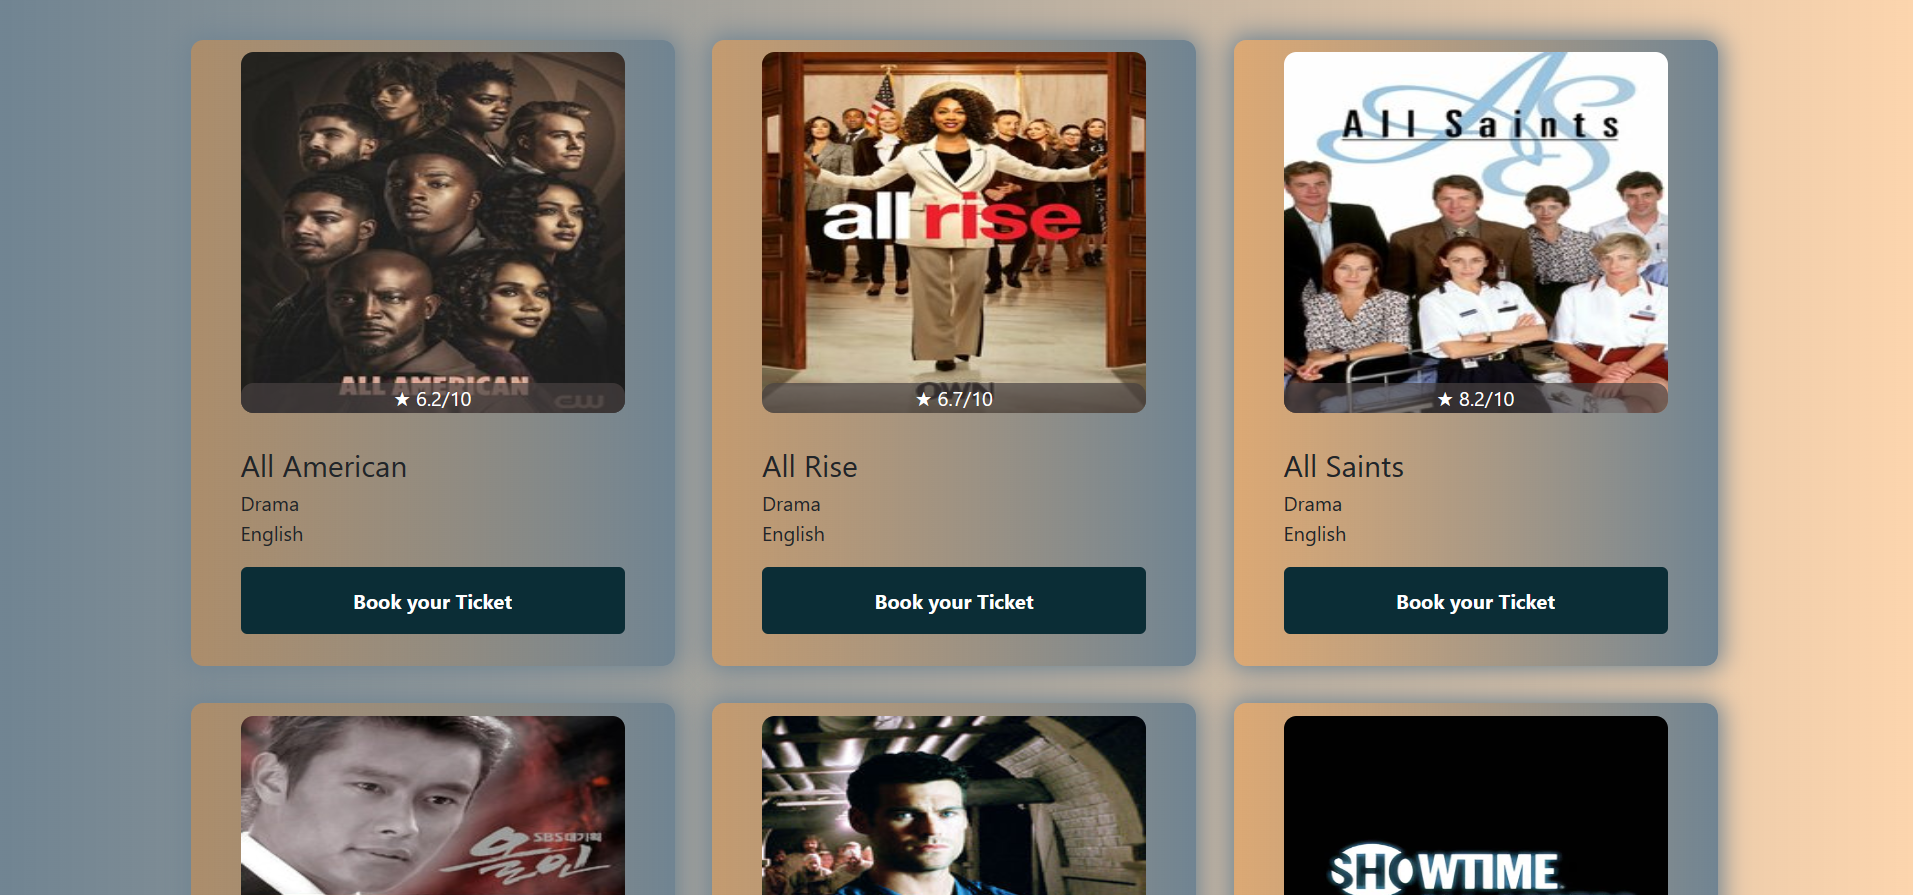 All Saints
all rise
ALL AMERICAN
CW
OWN
★ 6.2/10
★ 6.7/10
★ 8.2/10
All American
All Rise
All Saints
Drama
Drama
Drama
English
English
English
Book your Ticket
Book your Ticket
Book your Ticket
SBS대기획
올인
SHOWTIME